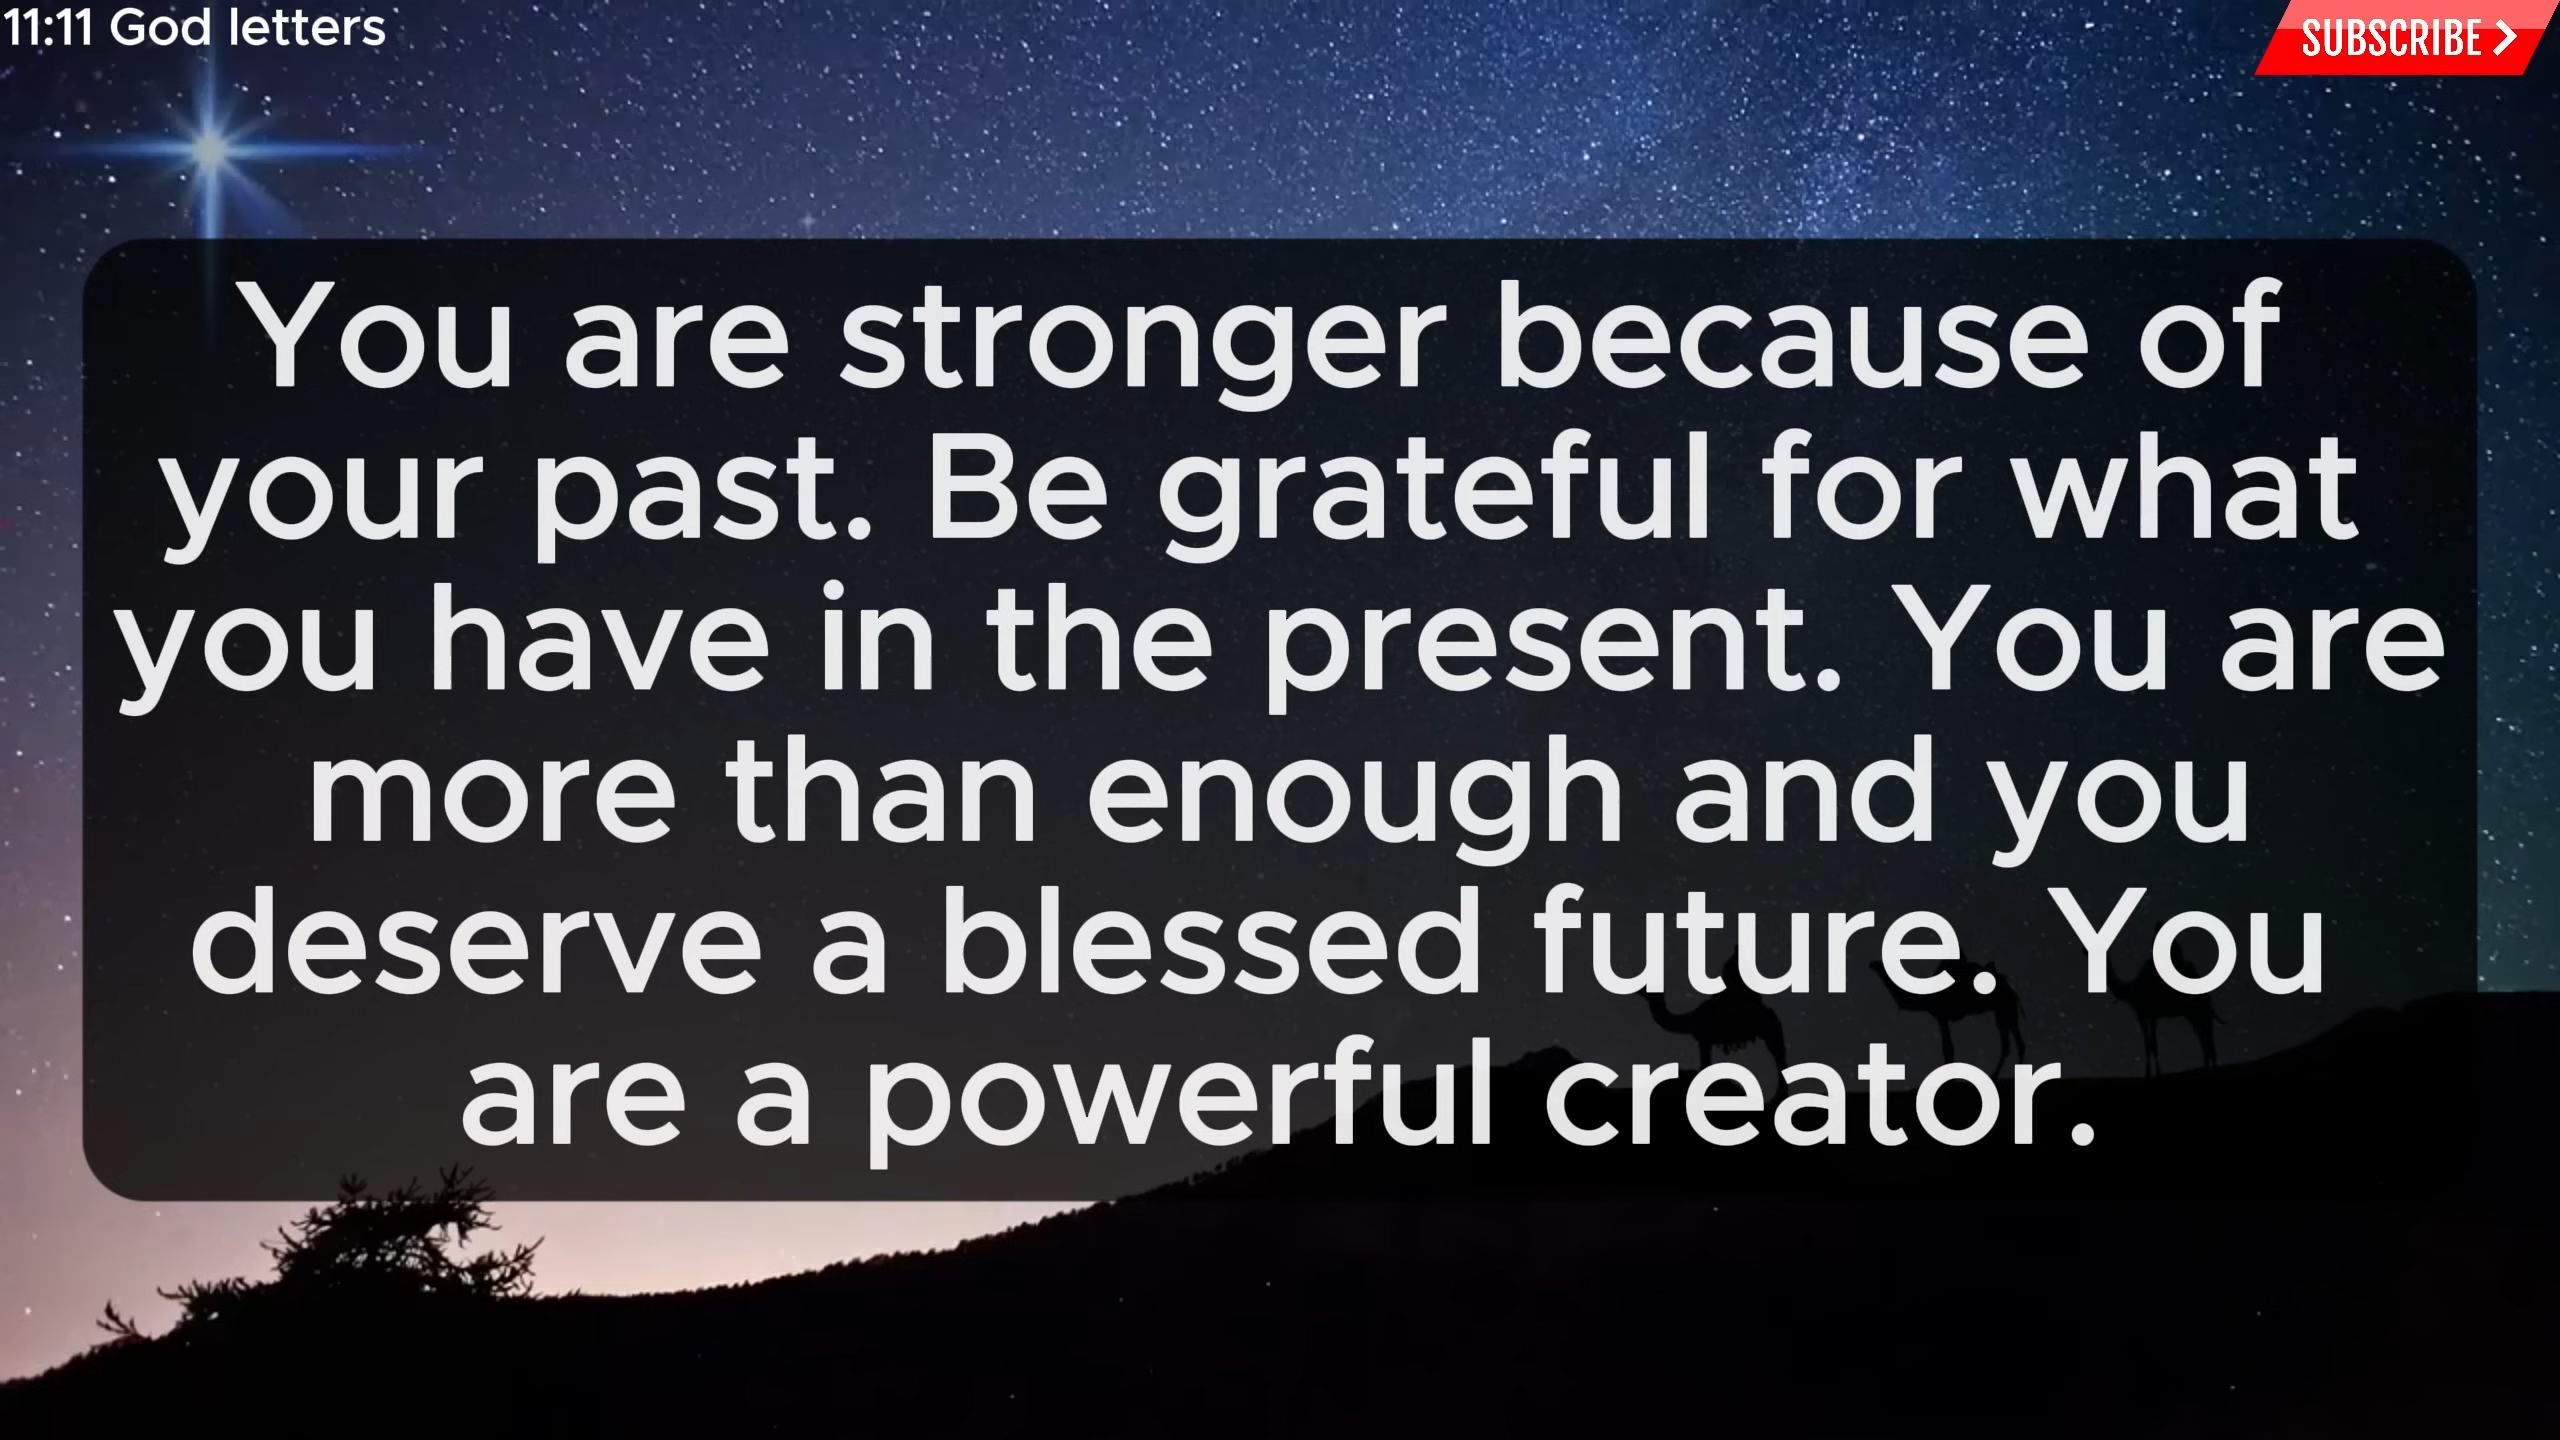 11:11 God letters
SUBSCRIBE
You are stronger because of
your past. Be grateful for what
you have in the present. You are
more than enough and you
deserve a blessed future. You
are a powerful creator.